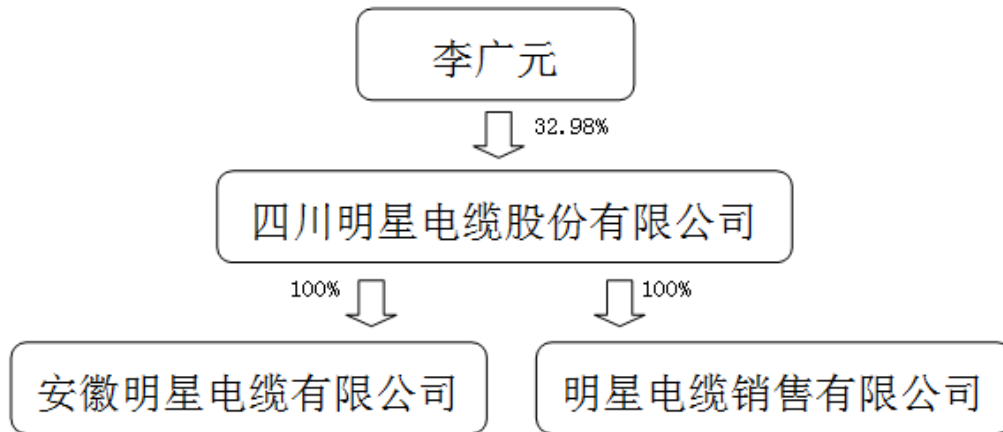 李广元
32.98%
四川明星电缆股份有限公司
100%
100%
安徽明星电缆有限公司
明星电缆销售有限公司